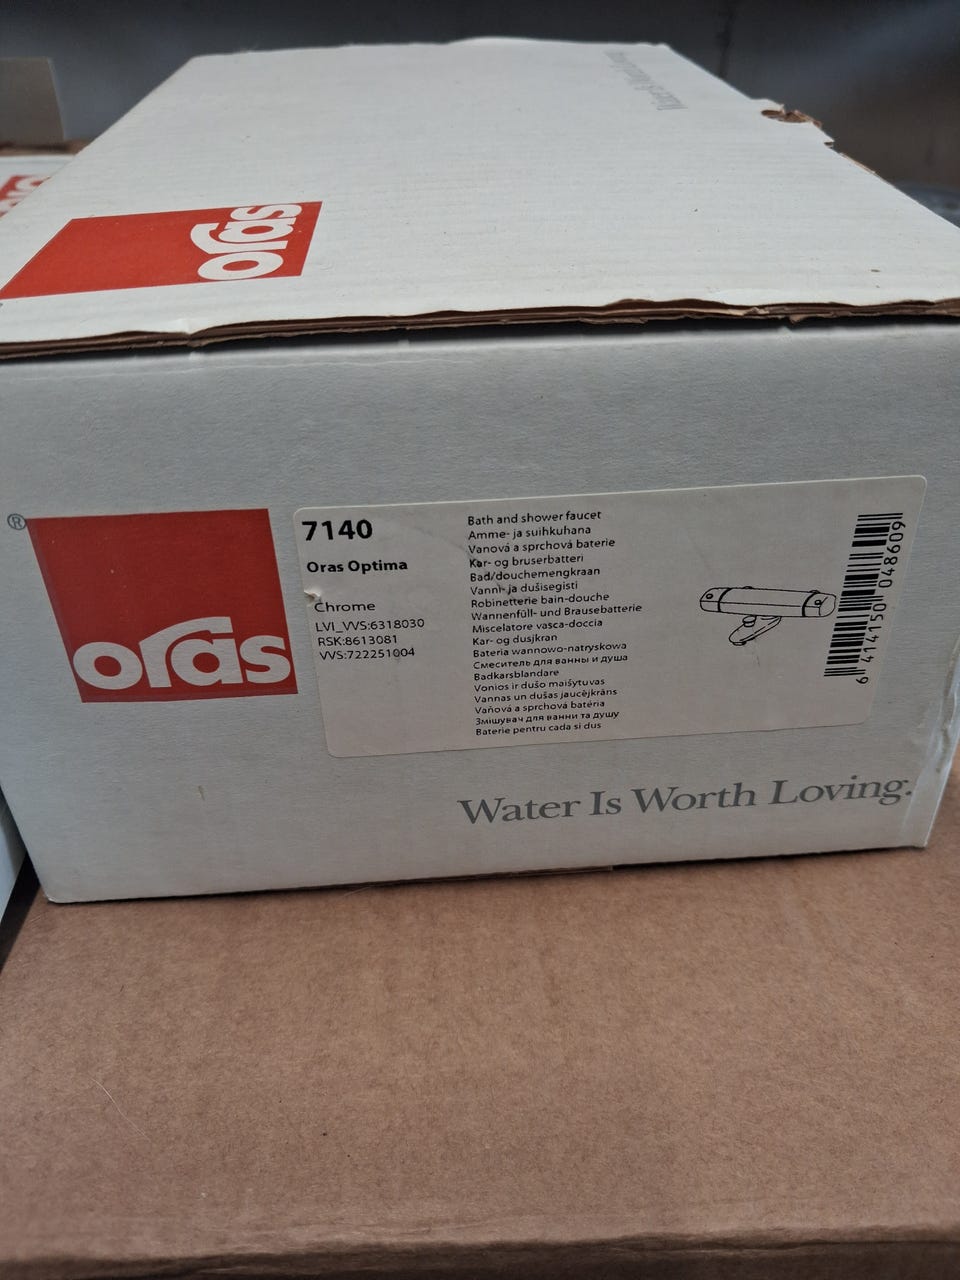 oras
®
oras
7140
Oras Optima
Chrome
LVI_VVS:6318030
RSK:8613081
VVS:722251004
Bath and shower faucet
Amme- ja suihkuhana
Vanová a sprchová baterie
Kar- og bruserbatteri
Bad/douchemengkraan
Vanni- ja dušisegisti
Robinetterie bain-douche
Wannenfüll- und Brausebatterie
Miscelatore vasca-doccia
Kar- og dusjkran
Bateria wannowo-natryskowa
Смеситель для ванны и душа
Badkarsblandare
Vonios ir dušo maišytuvas
Vannas un dušas jaucējkrāns
Vaňová a sprchová batéria
Змішувач для ванни та душу
Baterie pentru cada si dus
6 414150 048609
Water Is Worth Loving.